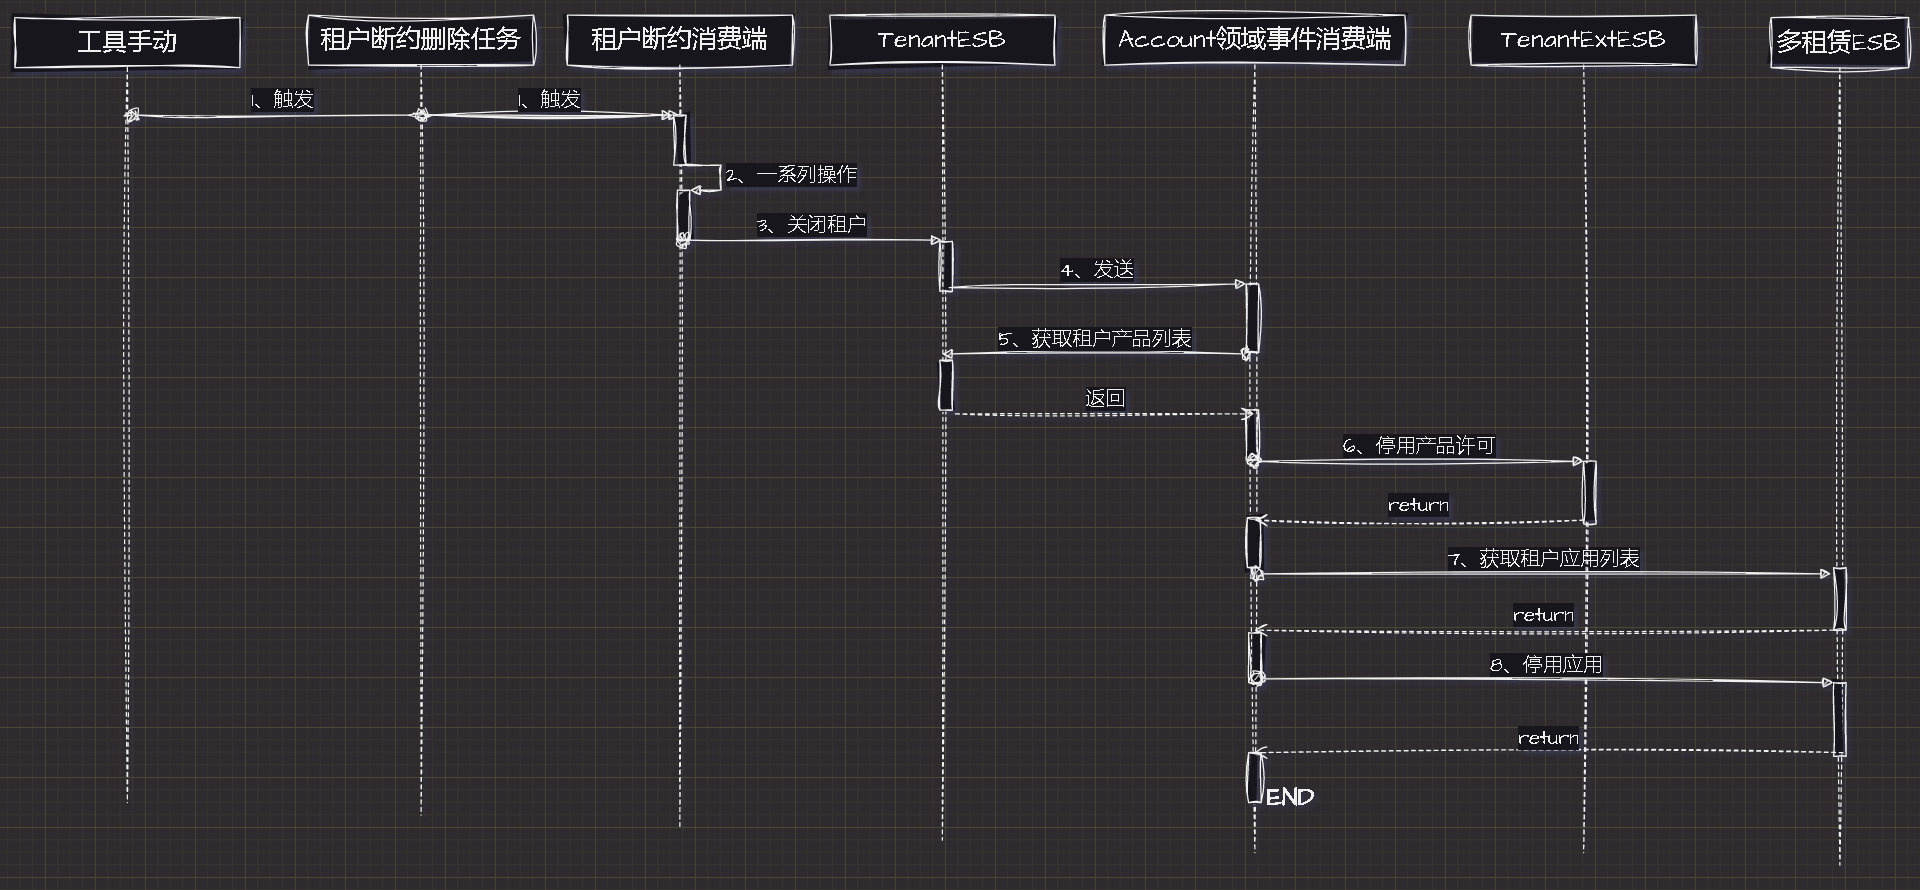 工具手动
租户断约删除任务
租户断约消费端
TenantESB
Account领域事件消费端
TenantExtESB
多租赁ESB
1、触发
1、触发
2、一系列操作
3、关闭租户
4、发送
5、获取租户产品列表
返回
6、停用产品许可
return
7、获取租户应用列表
return
8、停用应用
return
END